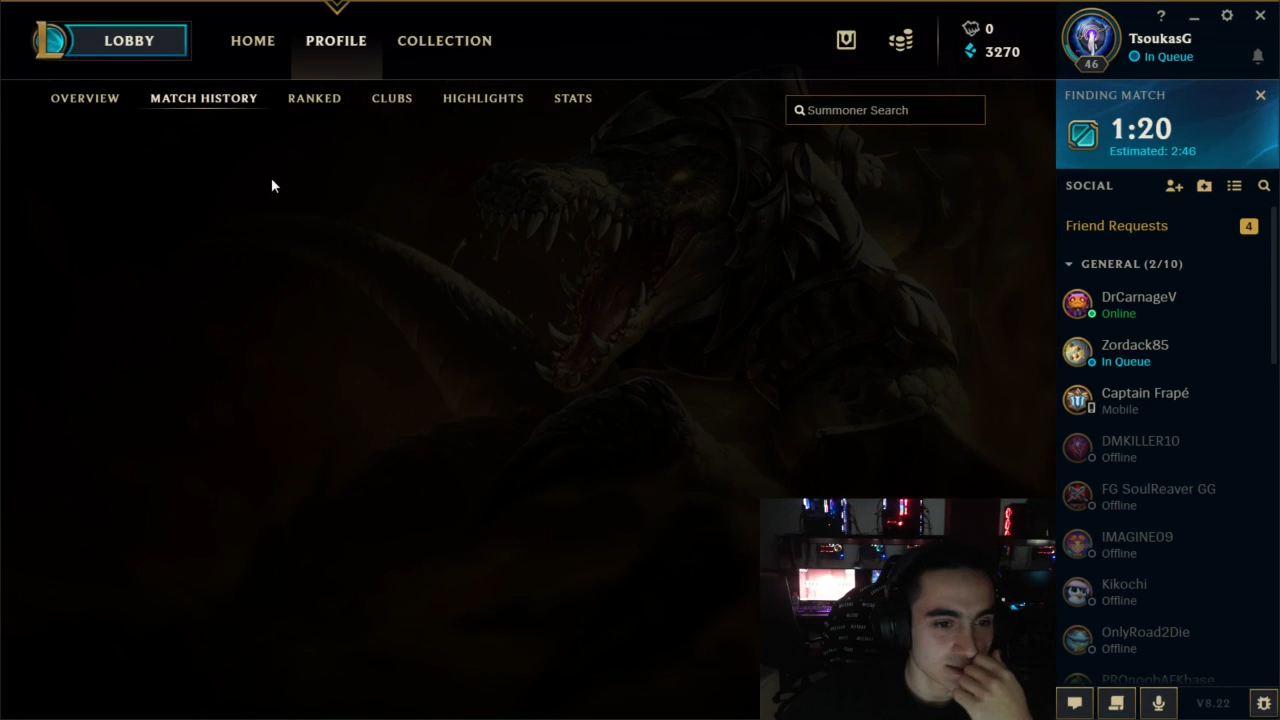 LOBBY
HOME
PROFILE
COLLECTION
0
3270
?
TsoukasG
In Queue
46
OVERVIEW
MATCH HISTORY
RANKED
CLUBS
HIGHLIGHTS
STATS
Summoner Search
FINDING MATCH
1:20
Estimated: 2:46
SOCIAL
Friend Requests
4
GENERAL (2/10)
DrCarnageV
Online
Zordack85
In Queue
Captain Frapé
Mobile
DMKILLER10
Offline
FG SoulReaver GG
Offline
IMAGINE09
Offline
Kikochi
Offline
OnlyRoad2Die
Offline
PROnoobAFKbase
V8.22